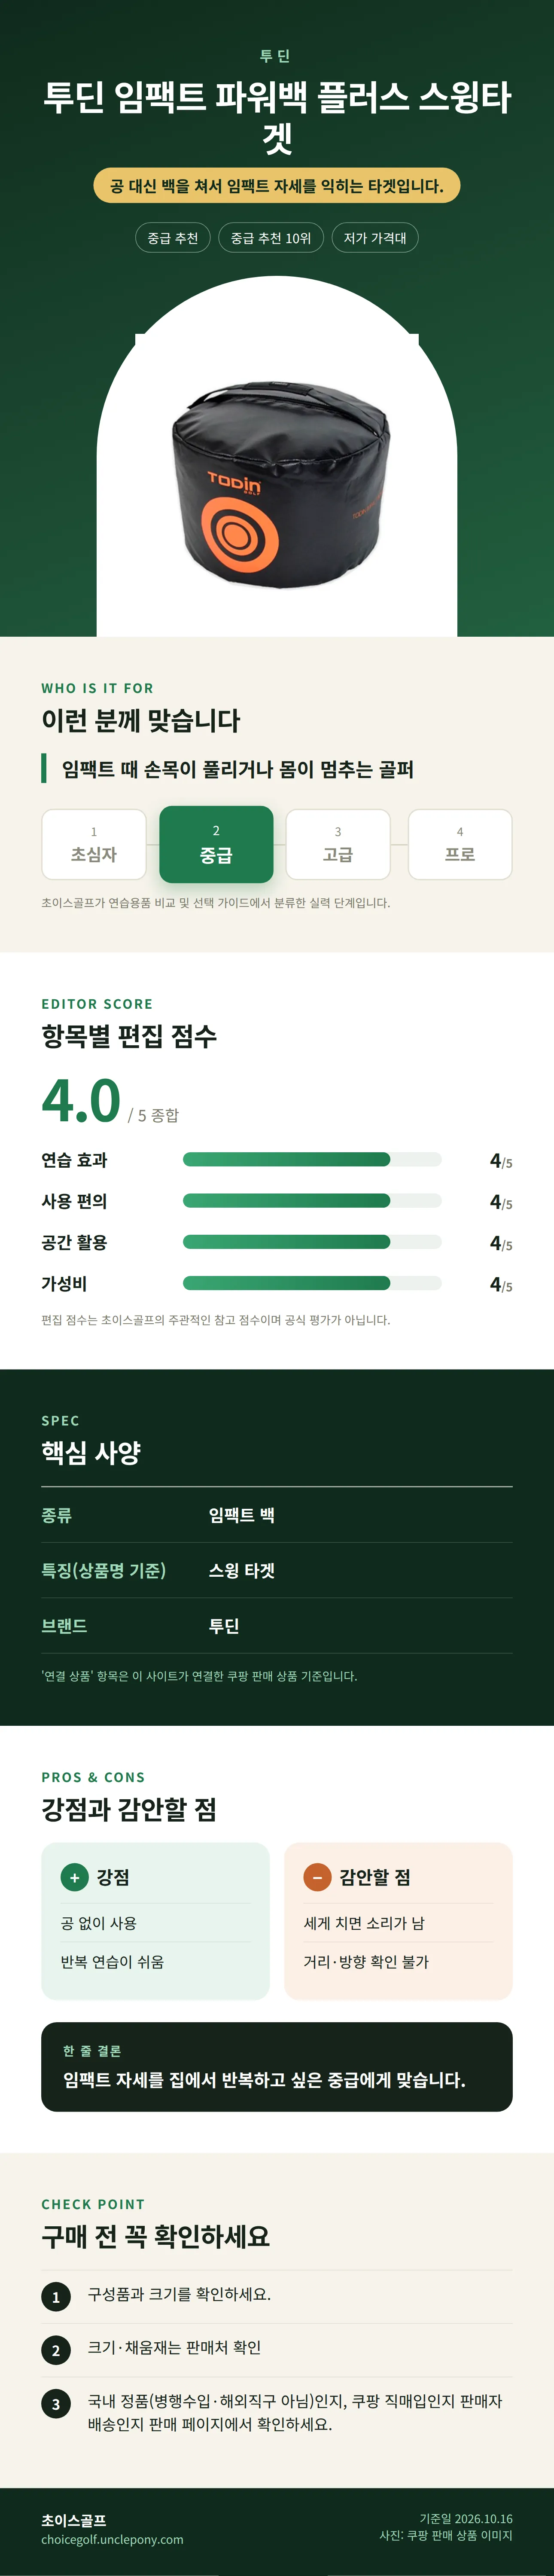 투딘
투딘 임팩트 파워백 플러스 스윙타
겟
공 대신 백을 쳐서 임팩트 자세를 익히는 타겟입니다.
중급 추천
중급 추천 10위
저가 가격대
TODin
GOLF
WHO IS IT FOR
이런 분께 맞습니다
임팩트 때 손목이 풀리거나 몸이 멈추는 골퍼
1
초심자
2
중급
3
고급
4
프로
초이스골프가 연습용품 비교 및 선택 가이드에서 분류한 실력 단계입니다.
EDITOR SCORE
항목별 편집 점수
4.0 / 5 종합
연습 효과 4/5
사용 편의 4/5
공간 활용 4/5
가성비 4/5
편집 점수는 초이스골프의 주관적인 참고 점수이며 공식 평가가 아닙니다.
SPEC
핵심 사양
종류 임팩트 백
특징(상품명 기준) 스윙 타겟
브랜드 투딘
'연결 상품' 항목은 이 사이트가 연결한 쿠팡 판매 상품 기준입니다.
PROS & CONS
강점과 감안할 점
+ 강점
공 없이 사용
반복 연습이 쉬움
− 감안할 점
세게 치면 소리가 남
거리·방향 확인 불가
한 줄 결론
임팩트 자세를 집에서 반복하고 싶은 중급에게 맞습니다.
CHECK POINT
구매 전 꼭 확인하세요
1 구성품과 크기를 확인하세요.
2 크기·채움재는 판매처 확인
3 국내 정품(병행수입·해외직구 아님)인지, 쿠팡 직매입인지 판매자
배송인지 판매 페이지에서 확인하세요.
초이스골프
choicegolf.unclepony.com
기준일 2026.10.16
사진: 쿠팡 판매 상품 이미지